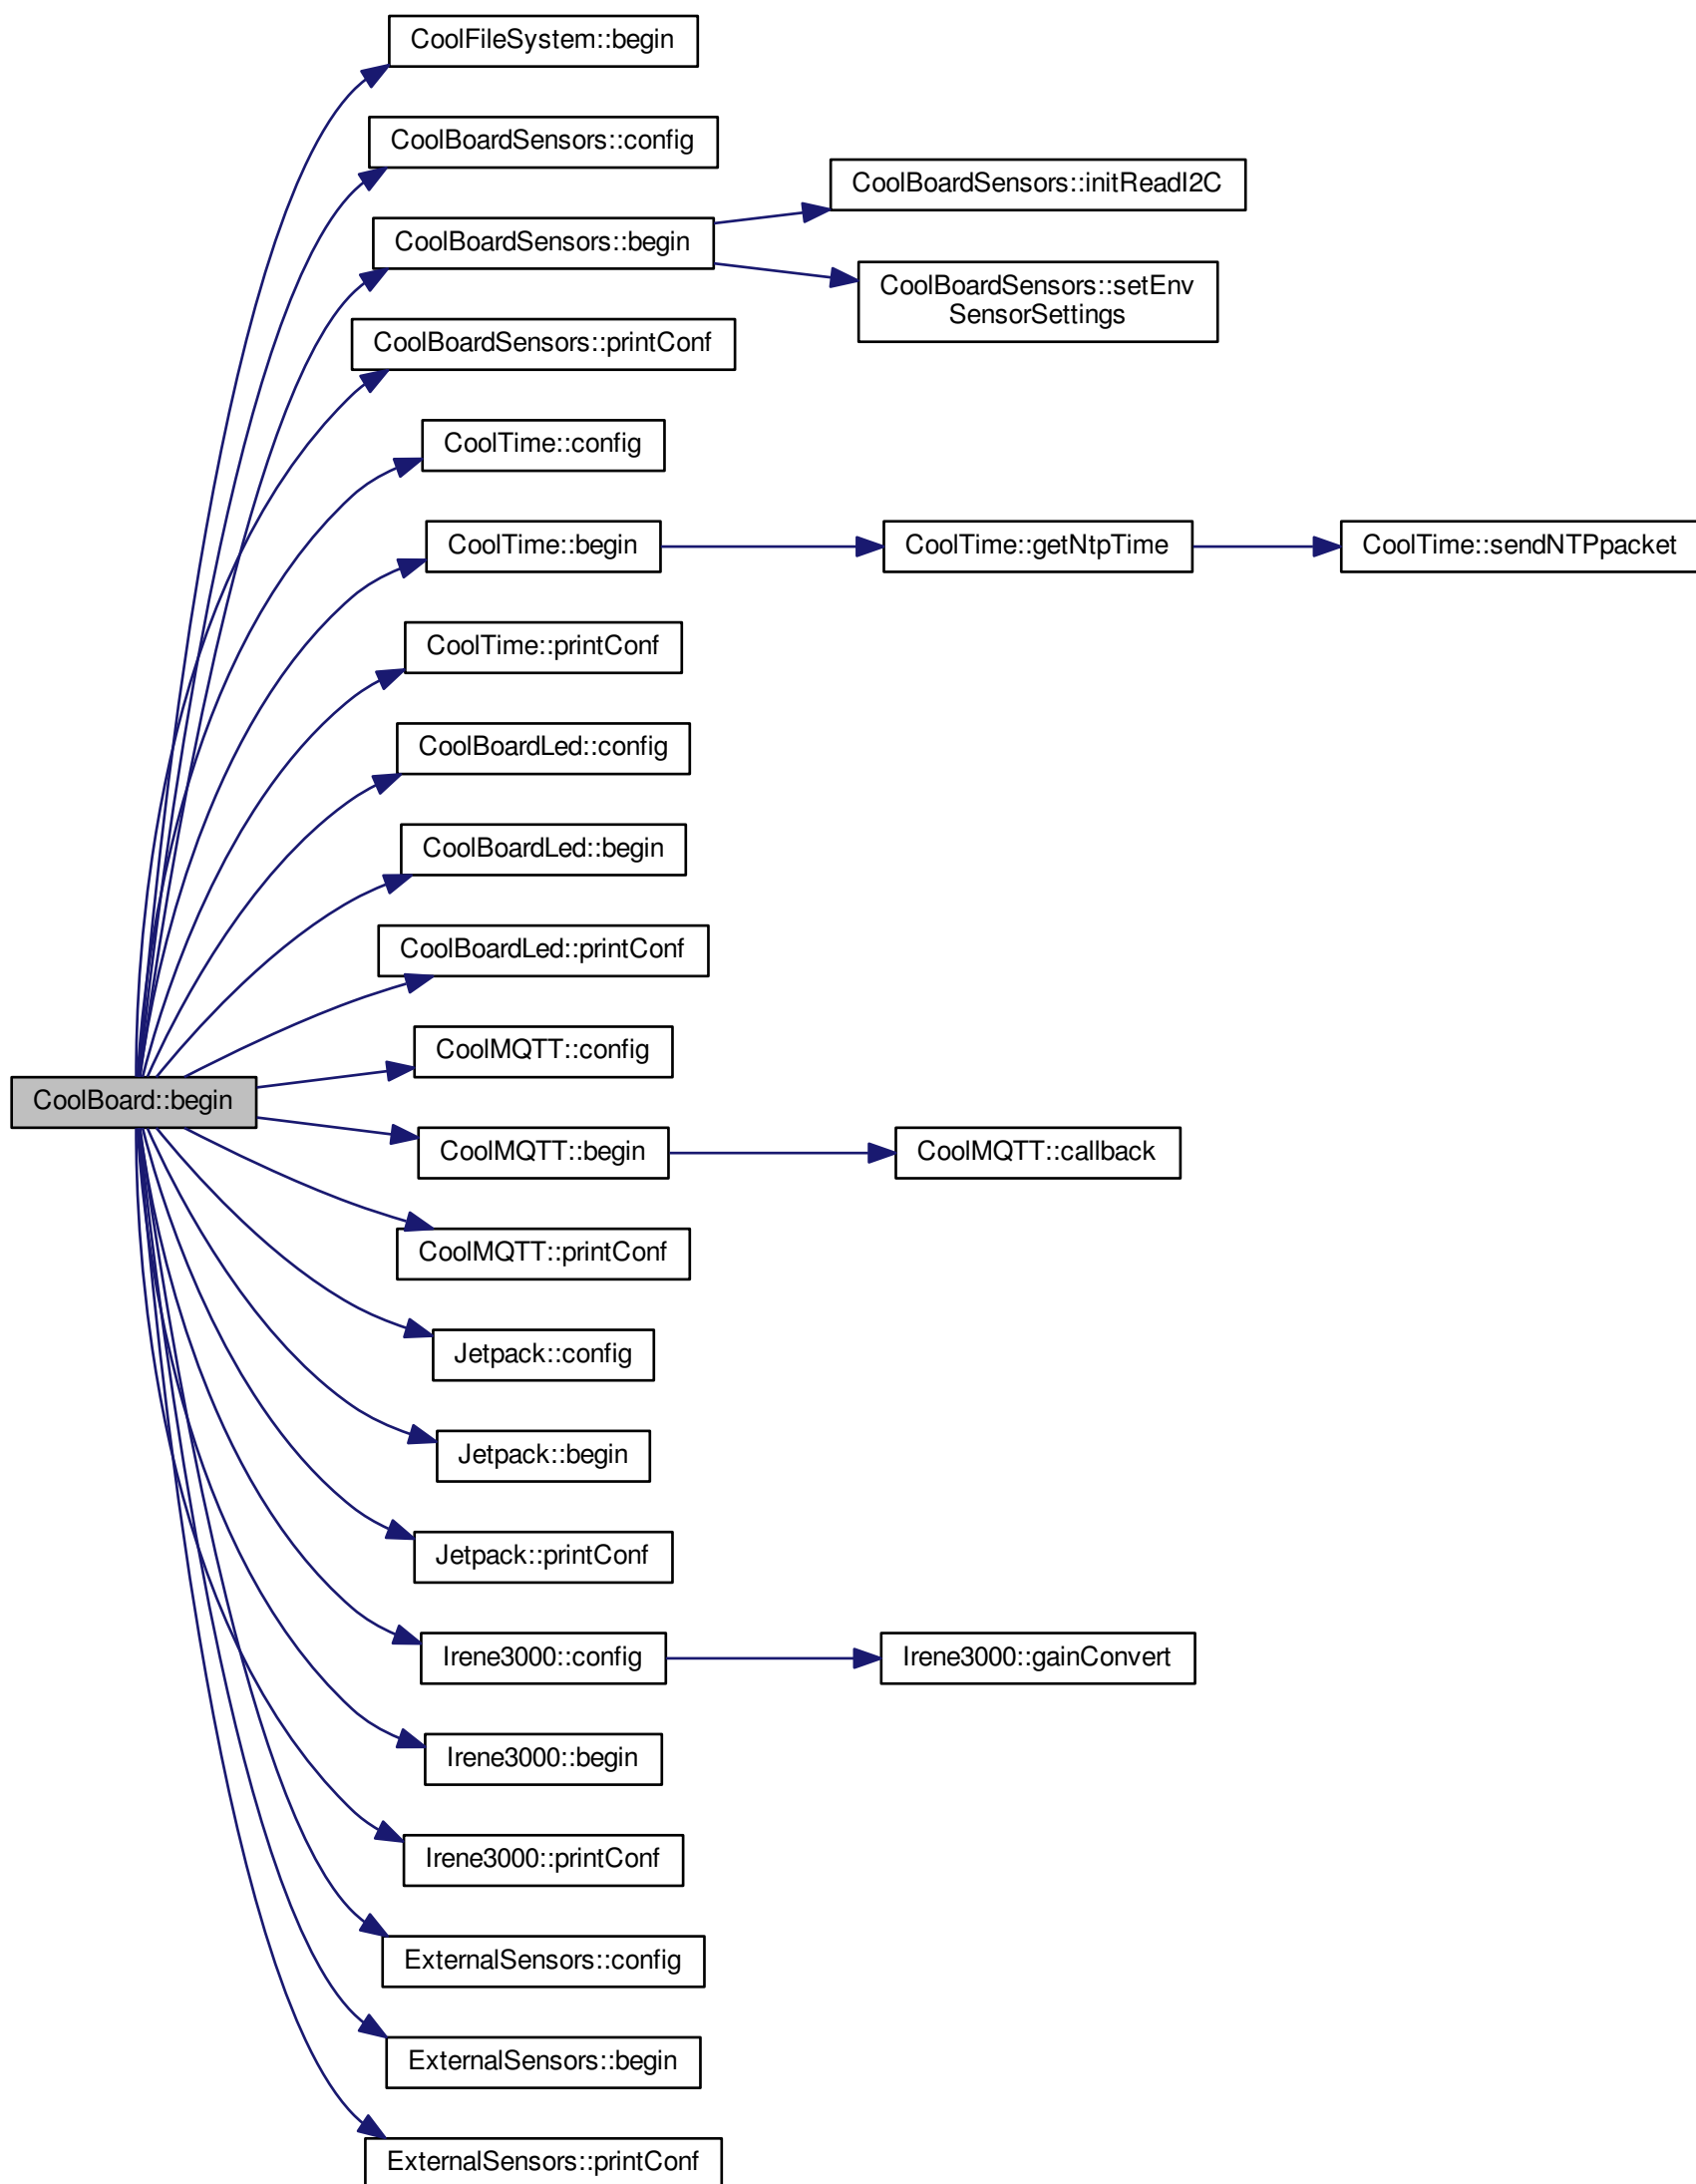 CoolFileSystem::begin
CoolBoardSensors::config
CoolBoardSensors::initReadI2C
CoolBoardSensors::begin
CoolBoardSensors::setEnv
SensorSettings
CoolBoardSensors::printConf
CoolTime::config
CoolTime::begin
CoolTime::getNtpTime
CoolTime::sendNTPpacket
CoolTime::printConf
CoolBoardLed::config
CoolBoardLed::begin
CoolBoardLed::printConf
CoolMQTT::config
CoolBoard::begin
CoolMQTT::begin
CoolMQTT::callback
CoolMQTT::printConf
Jetpack::config
Jetpack::begin
Jetpack::printConf
Irene3000::config
Irene3000::gainConvert
Irene3000::begin
Irene3000::printConf
ExternalSensors::config
ExternalSensors::begin
ExternalSensors::printConf